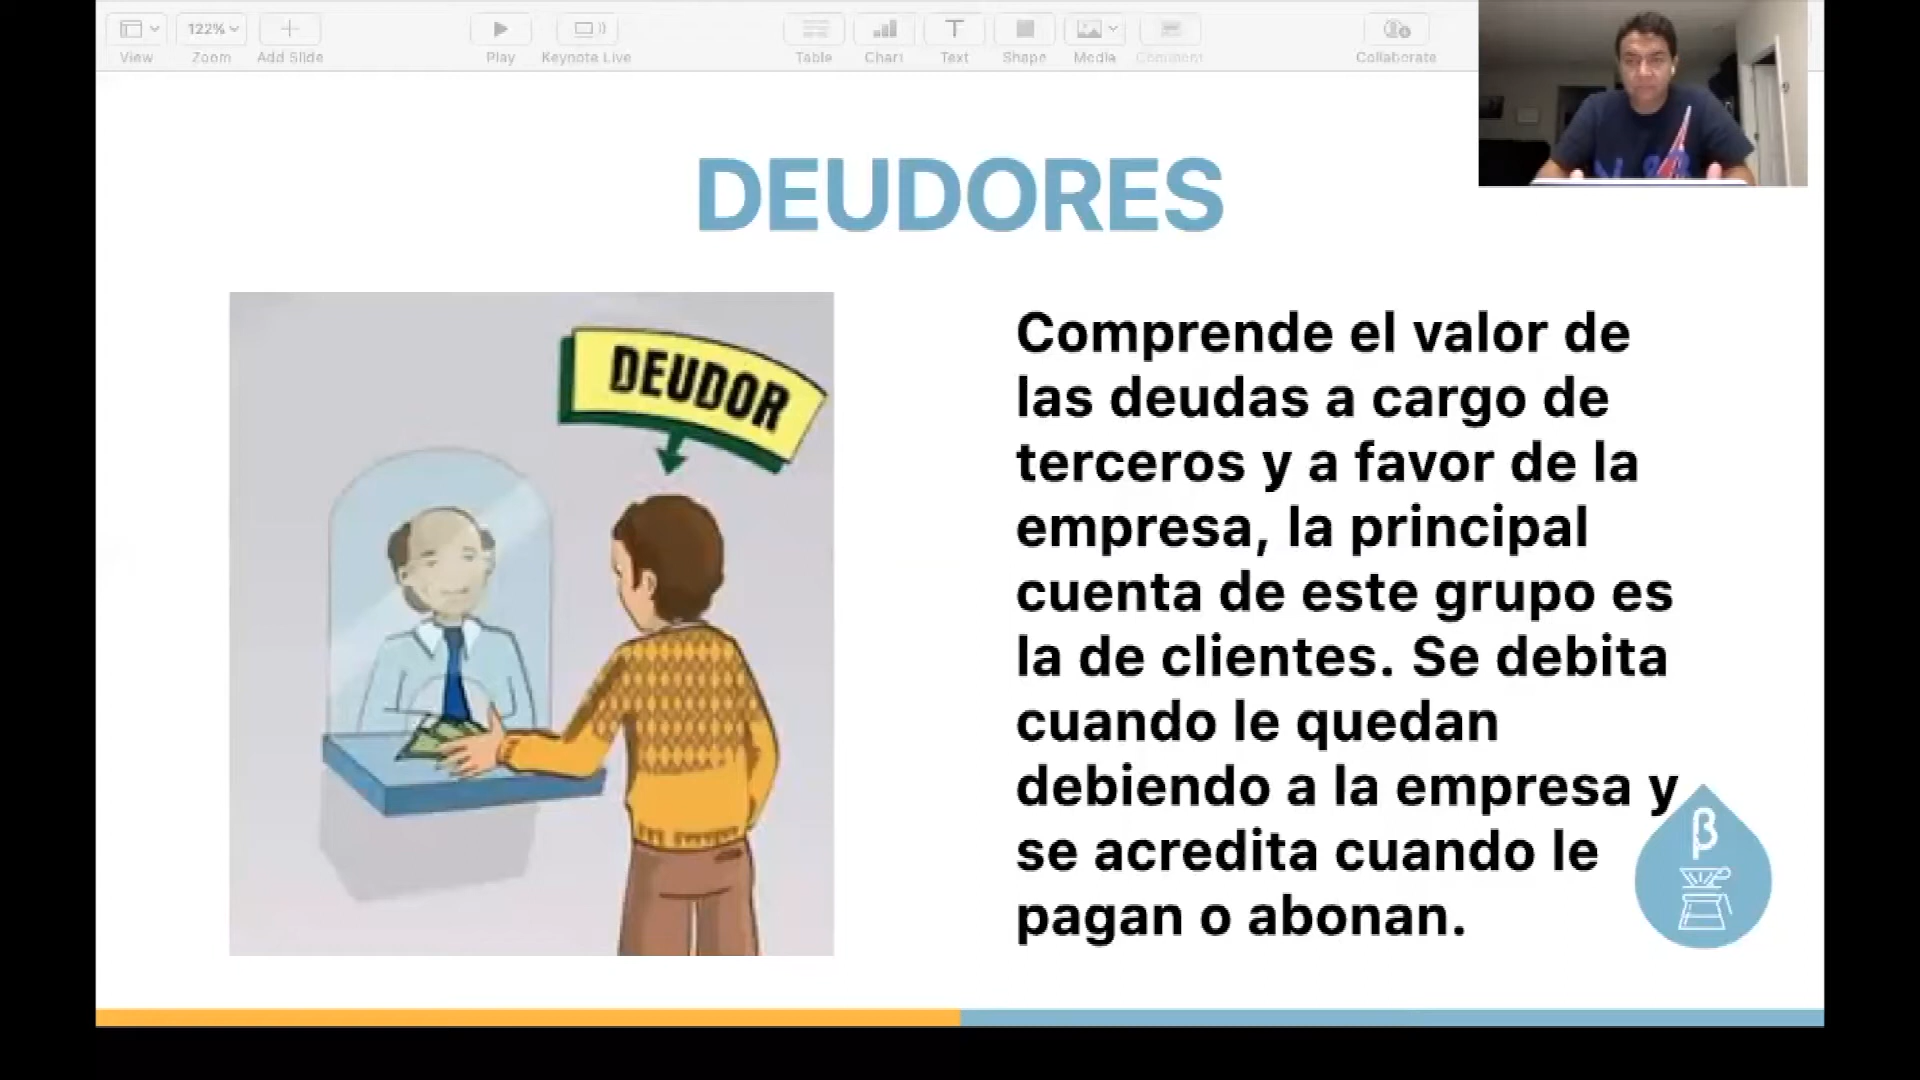 122%
View
Zoom
Add Slide
Play
Keynote Live
Table
Chart
Text
Shape
Media
Comment
Collaborate
DEUDORES
DEUDOR
Comprende el valor de
las deudas a cargo de
terceros y a favor de la
empresa, la principal
cuenta de este grupo es
la de clientes. Se debita
cuando le quedan
debiendo a la empresa y
se acredita cuando le
pagan o abonan.
β